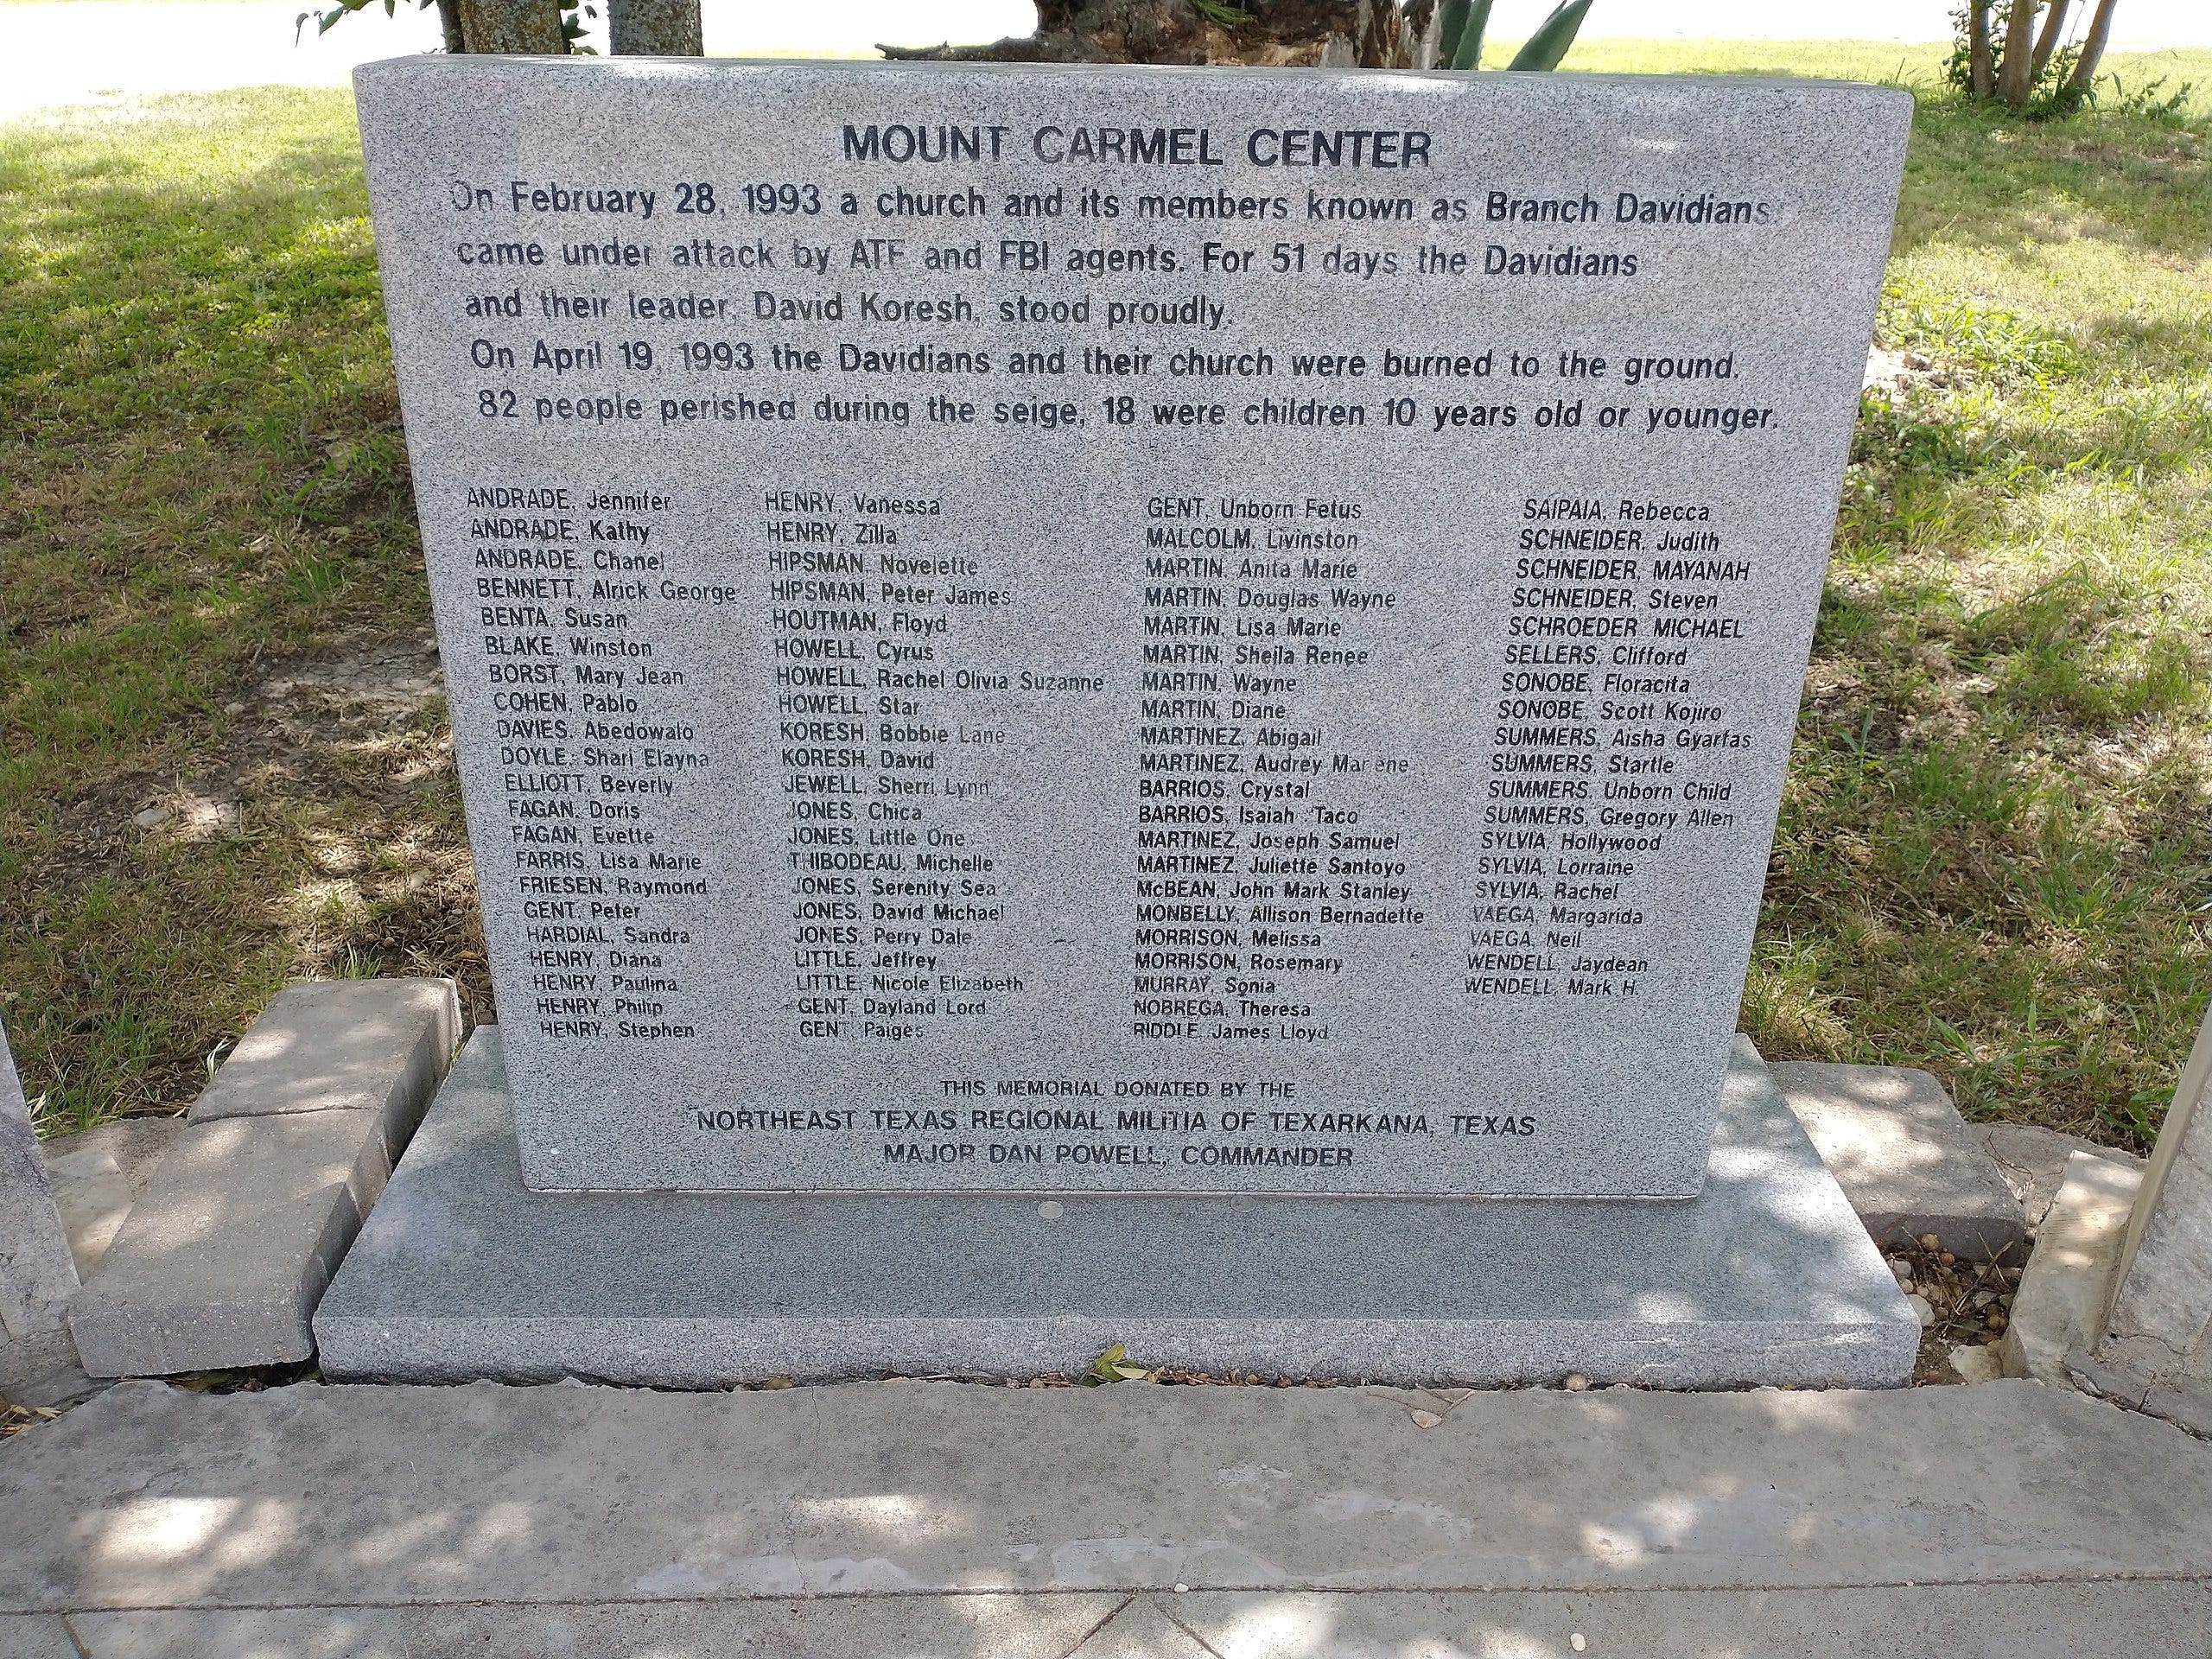 MOUNT CARMEL CENTER
On February 28, 1993 a church and its members known as Branch Davidians
came under attack by ATF and FBI agents. For 51 days the Davidians
and their leader, David Koresh, stood proudly.
On April 19, 1993 the Davidians and their church were burned to the ground.
82 people perished during the seige, 18 were children 10 years old or younger.
ANDRADE, Jennifer
ANDRADE, Kathy
ANDRADE, Chanel
BENNETT, Alrick George
BENTA, Susan
BLAKE, Winston
BORST, Mary Jean
COHEN, Pablo
DAVIES, Abedowalo
DOYLE, Shari Elayna
ELLIOTT, Beverly
FAGAN, Doris
FAGAN, Evette
FARRIS, Lisa Marie
FRIESEN, Raymond
GENT, Peter
HARDIAL, Sandra
HENRY, Diana
HENRY, Paulina
HENRY, Philip
HENRY, Stephen
HENRY, Vanessa
HENRY, Zilla
HIPSMAN, Novelette
HIPSMAN, Peter James
HOUTMAN, Floyd
HOWELL, Cyrus
HOWELL, Rachel Olivia Suzanne
HOWELL, Star
KORESH, Bobbie Lane
KORESH, David
JEWELL, Sherri Lynn
JONES, Chica
JONES, Little One
THIBODEAU, Michelle
JONES, Serenity Sea
JONES, David Michael
JONES, Perry Dale
LITTLE, Jeffrey
LITTLE, Nicole Elizabeth
GENT, Dayland Lord
GENT, Paiges
GENT, Unborn Fetus
MALCOLM, Livinston
MARTIN, Anita Marie
MARTIN, Douglas Wayne
MARTIN, Lisa Marie
MARTIN, Sheila Renee
MARTIN, Wayne
MARTIN, Diane
MARTINEZ, Abigail
MARTINEZ, Audrey Marlene
BARRIOS, Crystal
BARRIOS, Isaiah "Taco"
MARTINEZ, Joseph Samuel
MARTINEZ, Juliette Santoyo
McBEAN, John Mark Stanley
MONBELLY, Allison Bernadette
MORRISON, Melissa
MORRISON, Rosemary
MURRAY, Sonia
NOBREGA, Theresa
RIDDLE, James Lloyd
SAIPAIA, Rebecca
SCHNEIDER, Judith
SCHNEIDER, MAYANAH
SCHNEIDER, Steven
SCHROEDER MICHAEL
SELLERS, Clifford
SONOBE, Floracita
SONOBE, Scott Kojiro
SUMMERS, Aisha Gyarfas
SUMMERS, Startle
SUMMERS, Unborn Child
SUMMERS, Gregory Allen
SYLVIA, Hollywood
SYLVIA, Lorraine
SYLVIA, Rachel
VAEGA, Margarida
VAEGA, Neil
WENDELL, Jaydean
WENDELL, Mark H.
THIS MEMORIAL DONATED BY THE
NORTHEAST TEXAS REGIONAL MILITIA OF TEXARKANA, TEXAS
MAJOR DAN POWELL, COMMANDER